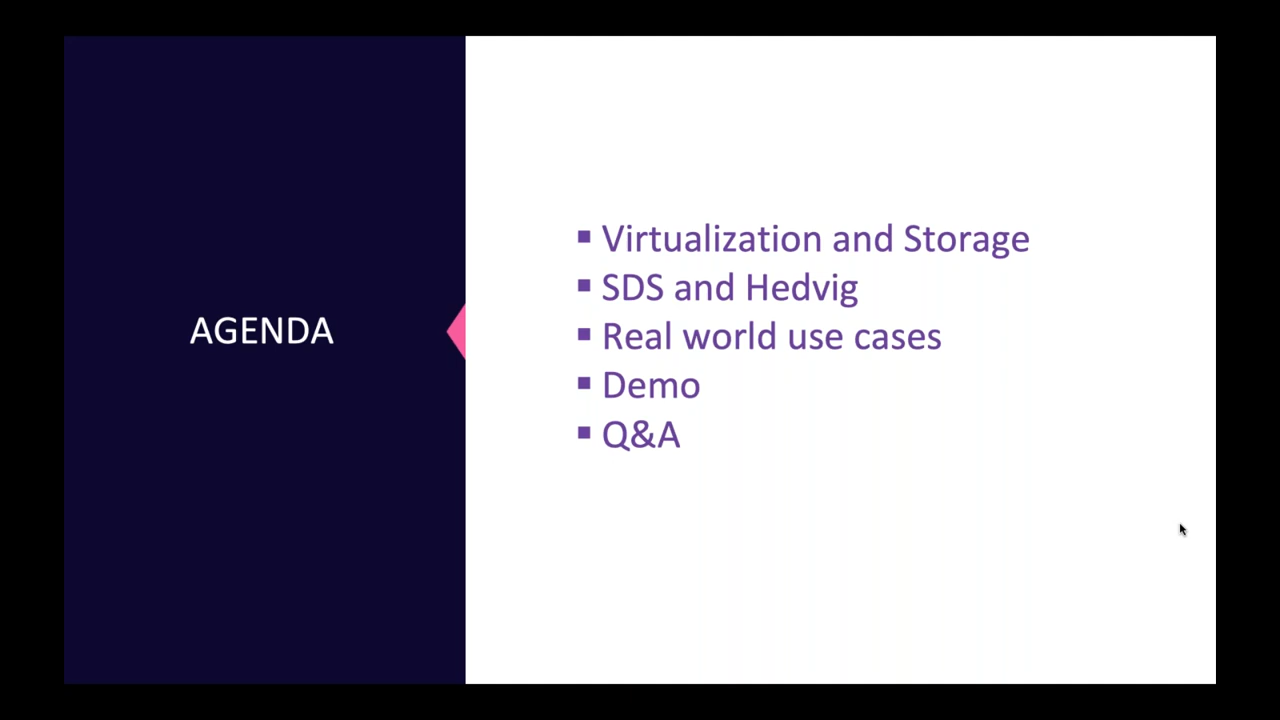 AGENDA
▪ Virtualization and Storage
▪ SDS and Hedvig
▪ Real world use cases
▪ Demo
▪ Q&A